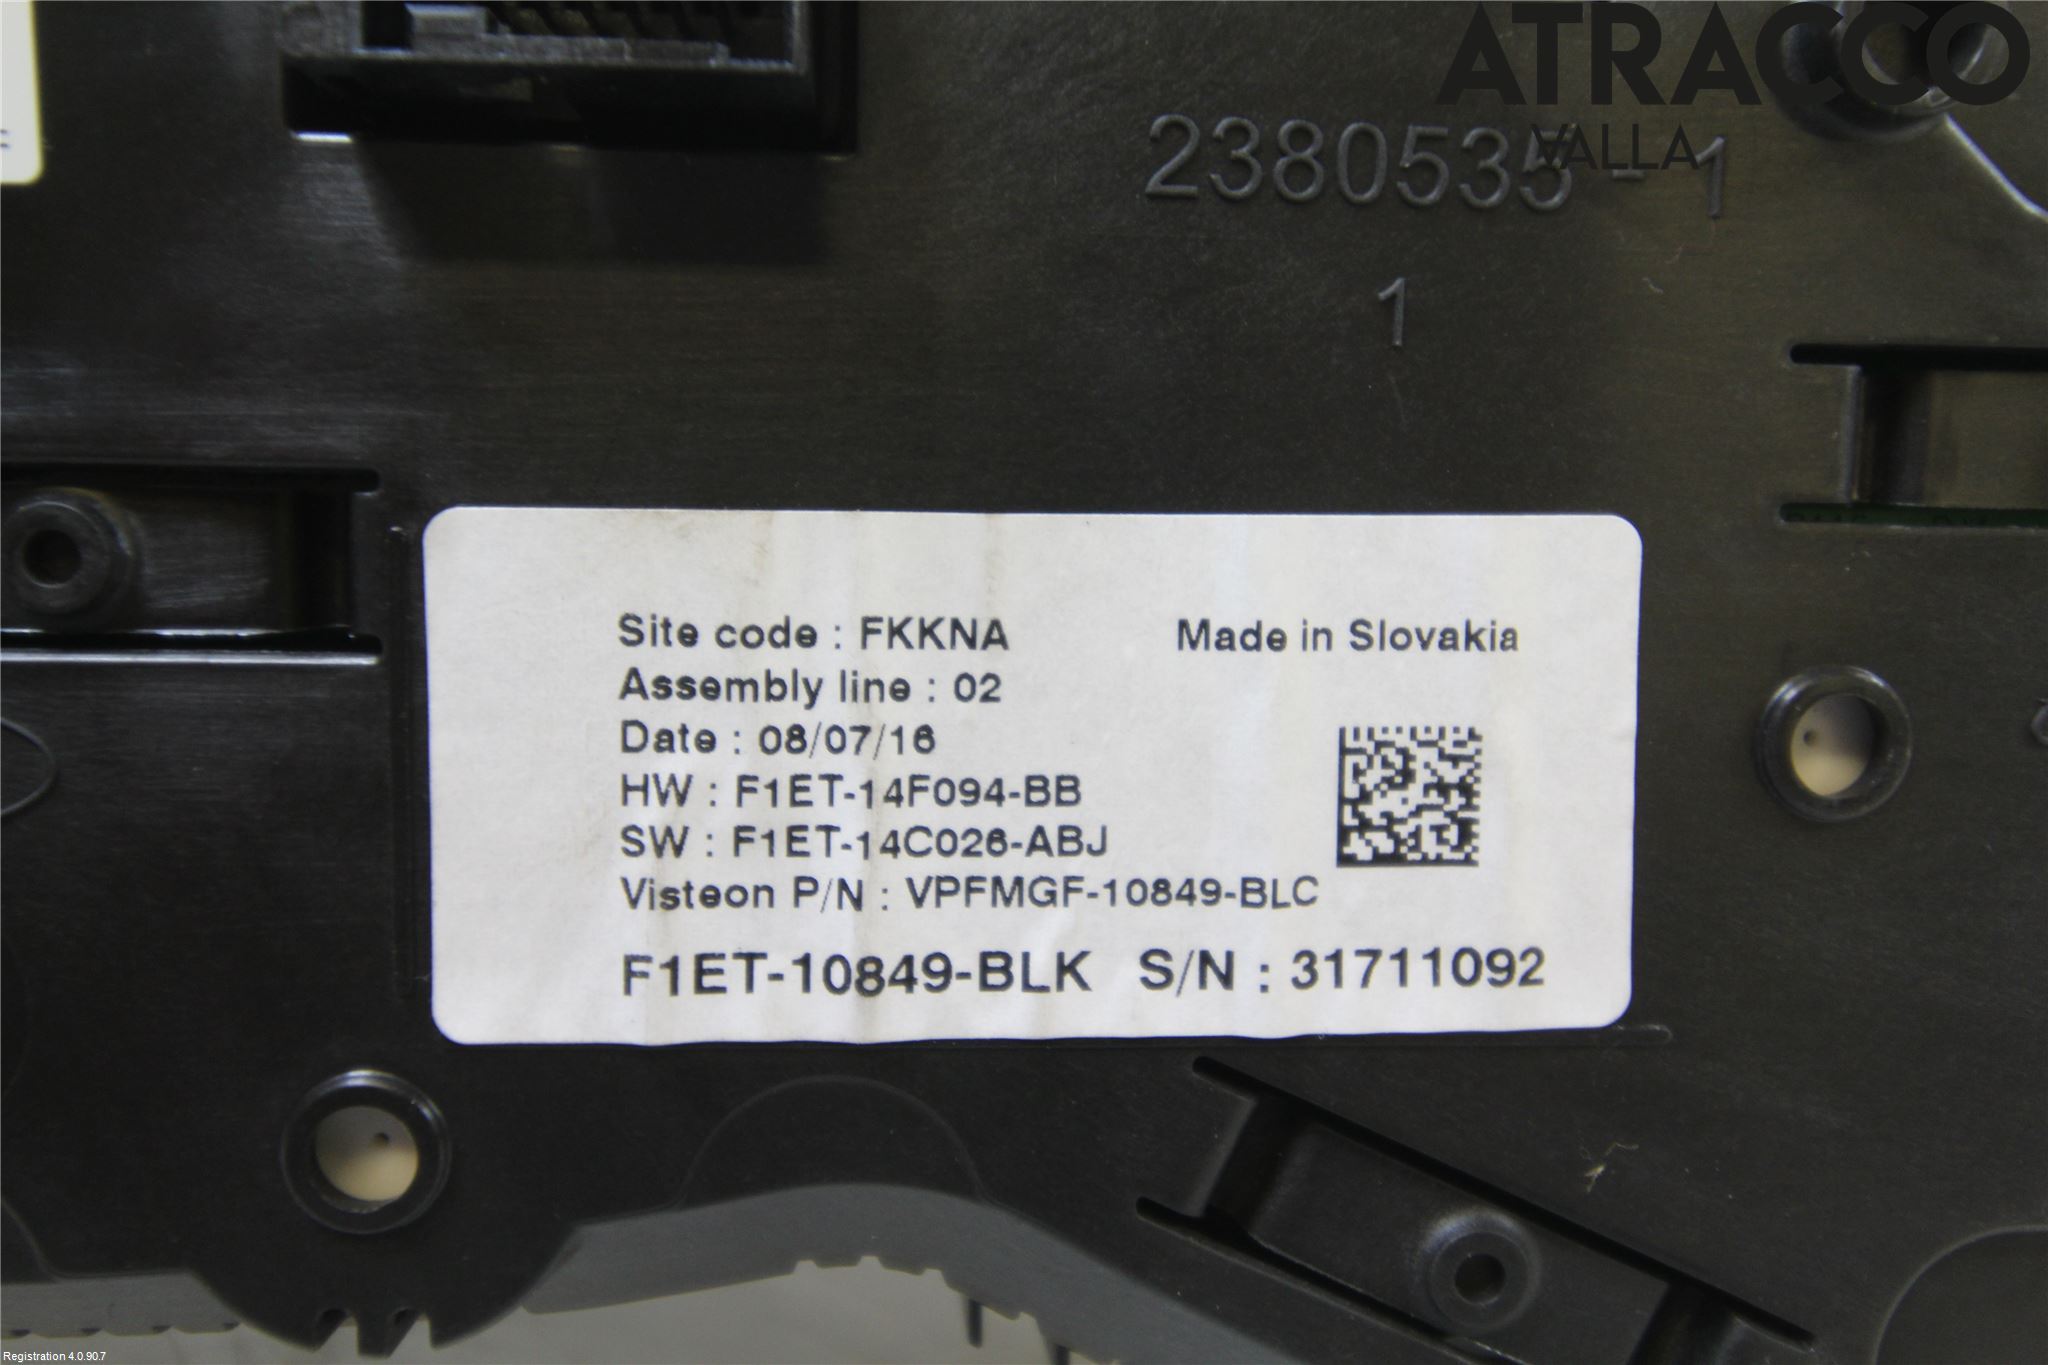 ATRACCO
VALLA
2380535-1
1
Site code : FKKNA Made in Slovakia
Assembly line : 02
Date : 08/07/16
HW : F1ET-14F094-BB
SW : F1ET-14C026-ABJ
Visteon P/N : VPFMGF-10849-BLC
F1ET-10849-BLK S/N : 31711092
Registration 4.0.90.7